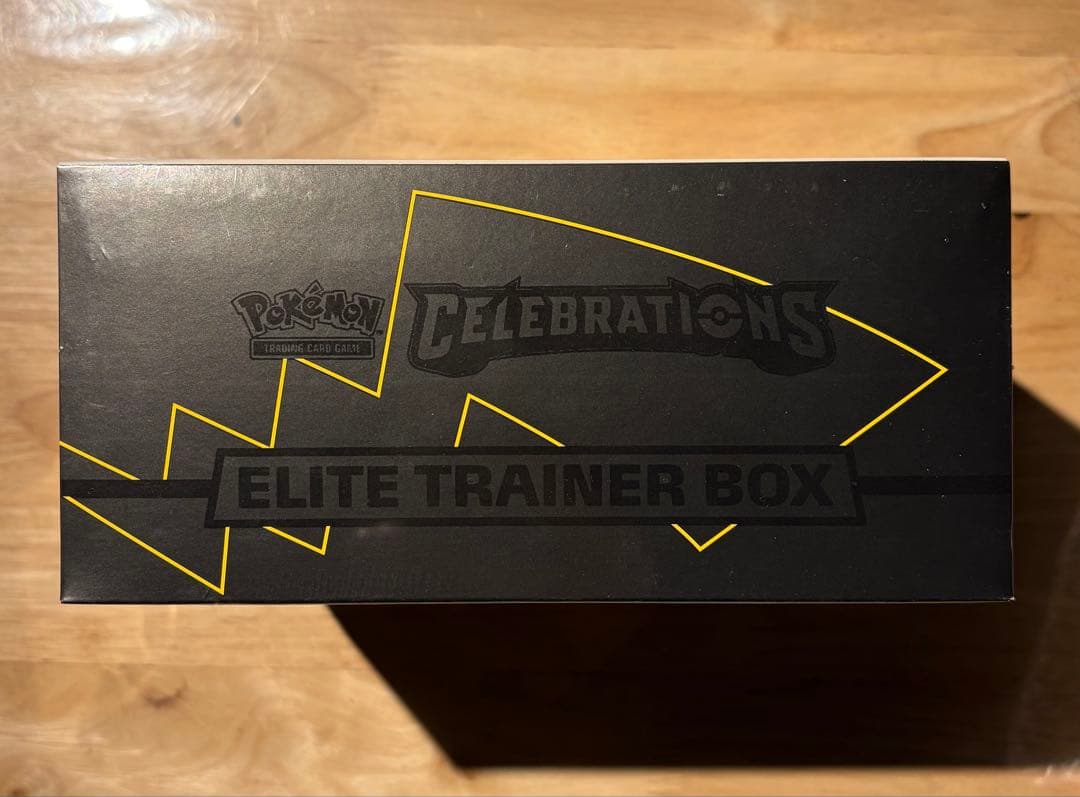 Pokémon
TRADING CARD GAME
CELEBRATIONS
ELITE TRAINER BOX